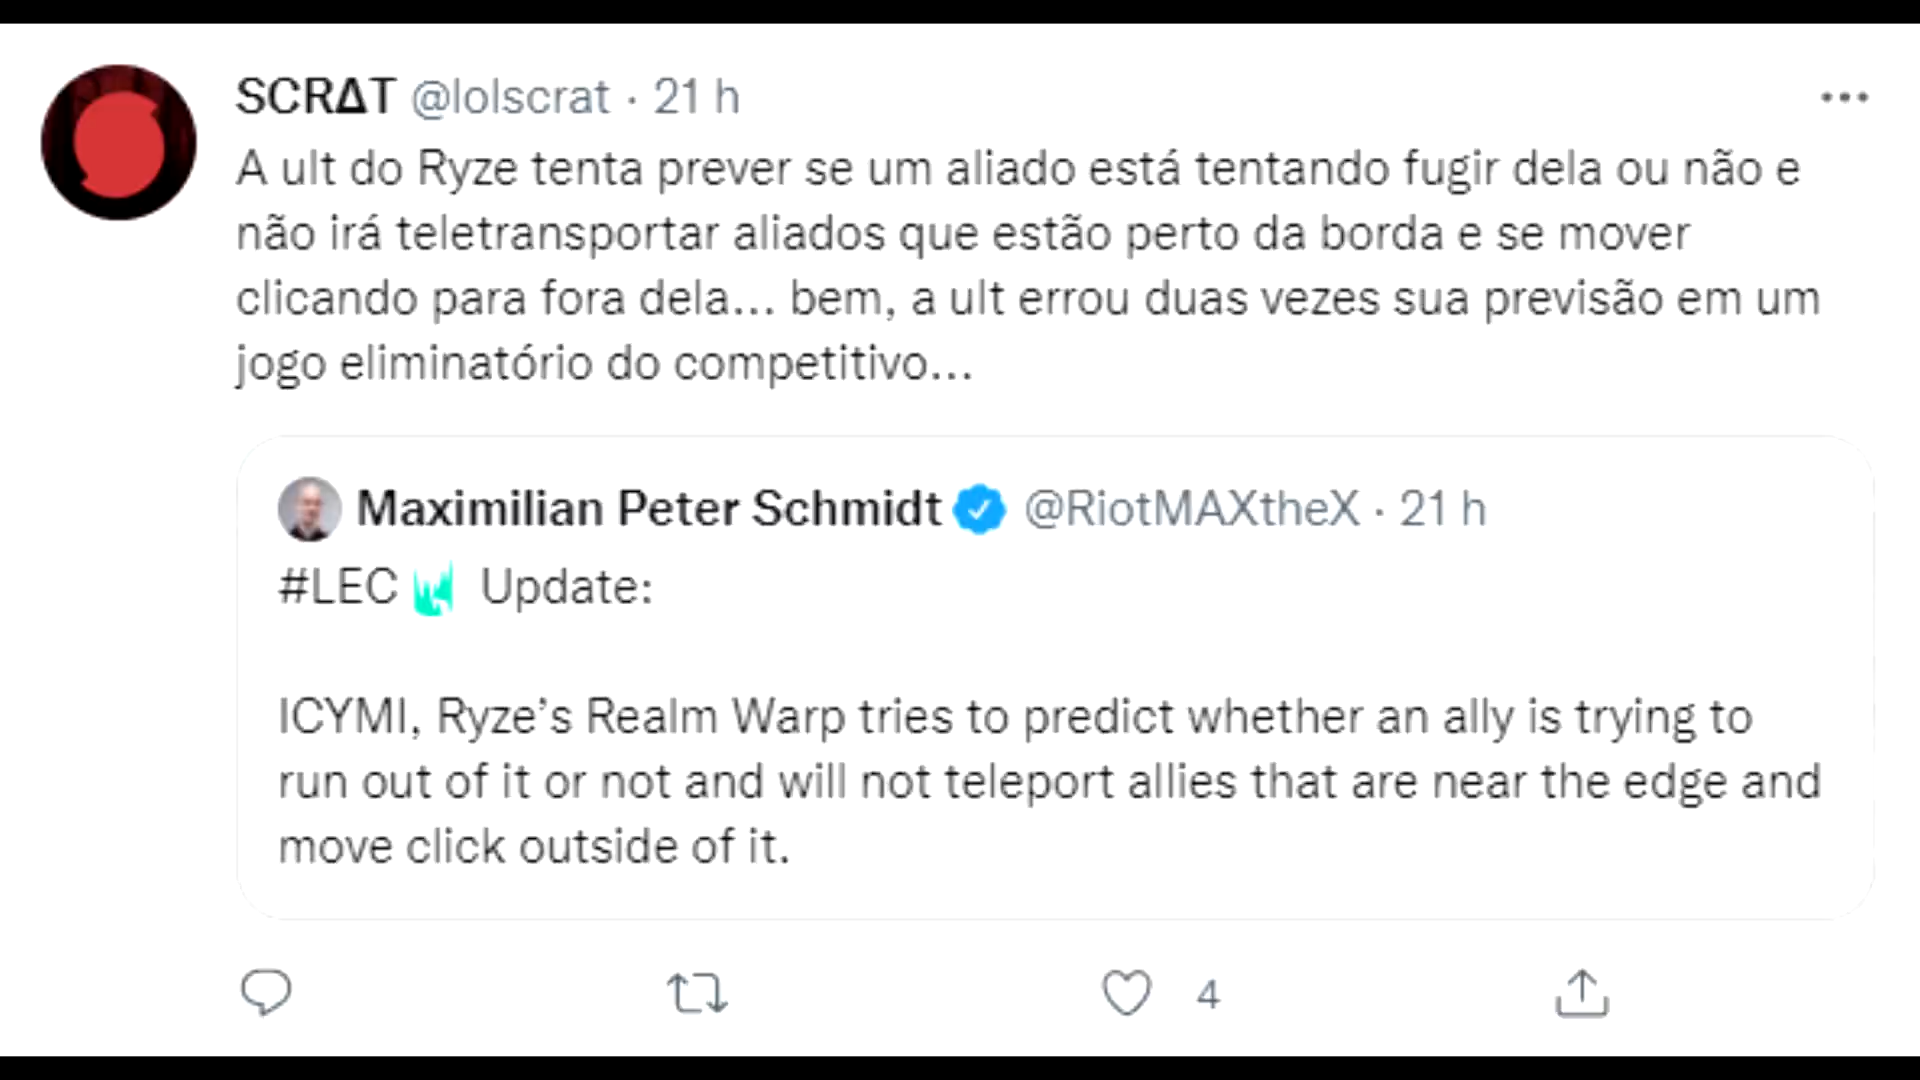 SCRΔT @lolscrat · 21 h
A ult do Ryze tenta prever se um aliado está tentando fugir dela ou não e
não irá teletransportar aliados que estão perto da borda e se mover
clicando para fora dela... bem, a ult errou duas vezes sua previsão em um
jogo eliminatório do competitivo...
Maximilian Peter Schmidt @RiotMAXtheX · 21 h
#LEC Update:
ICYMI, Ryze’s Realm Warp tries to predict whether an ally is trying to
run out of it or not and will not teleport allies that are near the edge and
move click outside of it.
4